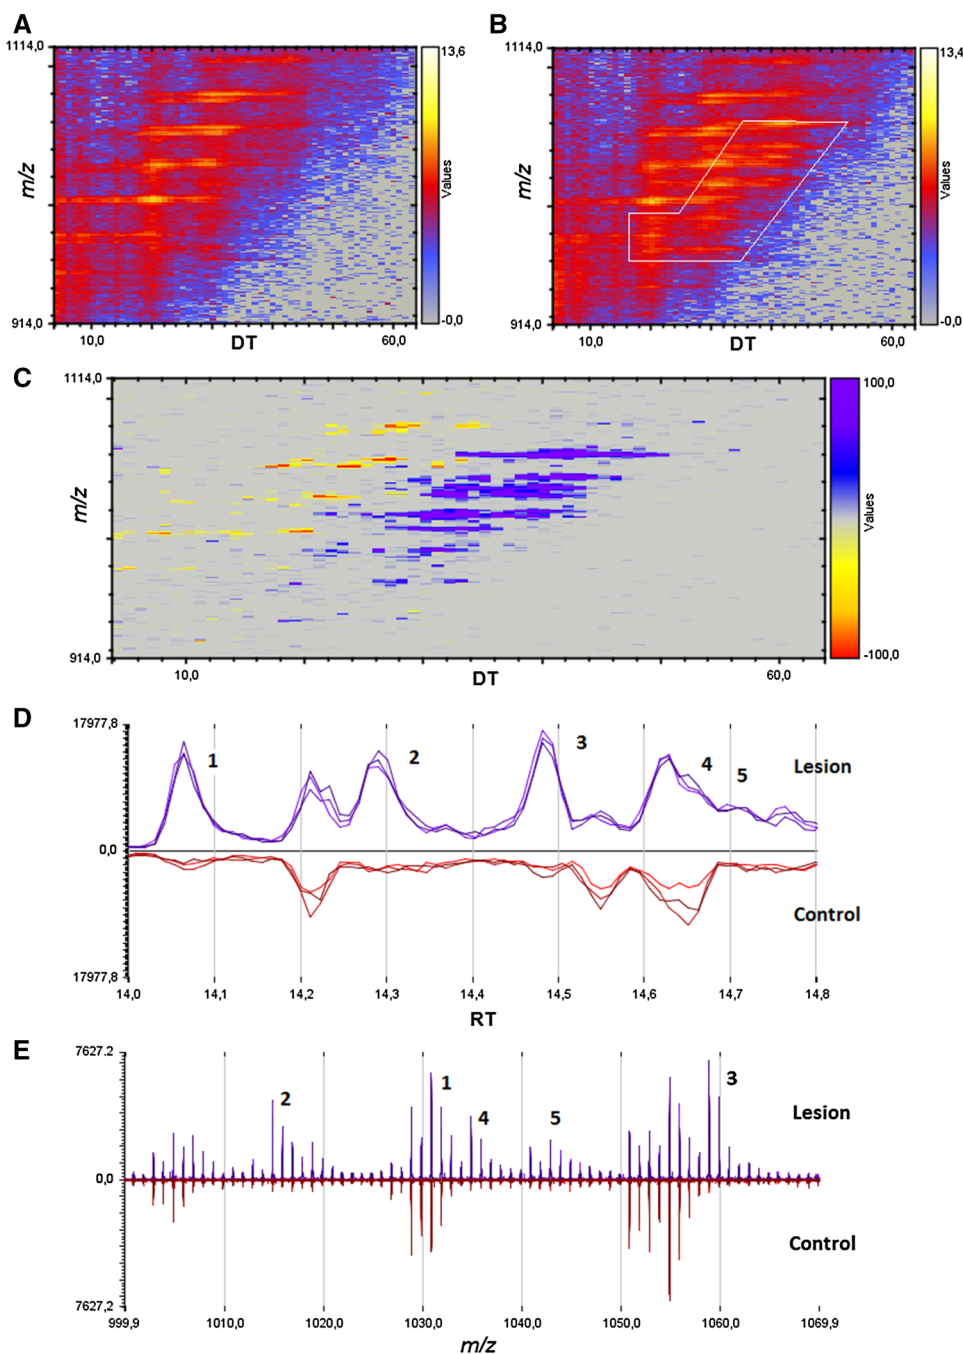 A
B
1114,0
13,6
m/z
Values
914,0
-0,0
10,0
DT
60,0
1114,0
13,4
m/z
Values
914,0
-0,0
10,0
DT
60,0
C
1114,0
100,0
m/z
Values
914,0
-100,0
10,0
DT
60,0
D
17977,8
1
2
3
4
5
Lesion
0,0
Control
17977,8
14,0 14,1 14,2 14,3 14,4 14,5 14,6 14,7 14,8
RT
E
7627.2
2
1
4
5
3
Lesion
0,0
Control
7627,2
999,9 1010,0 1020,0 1030,0 1040,0 1050,0 1060,0 1069,9
m/z